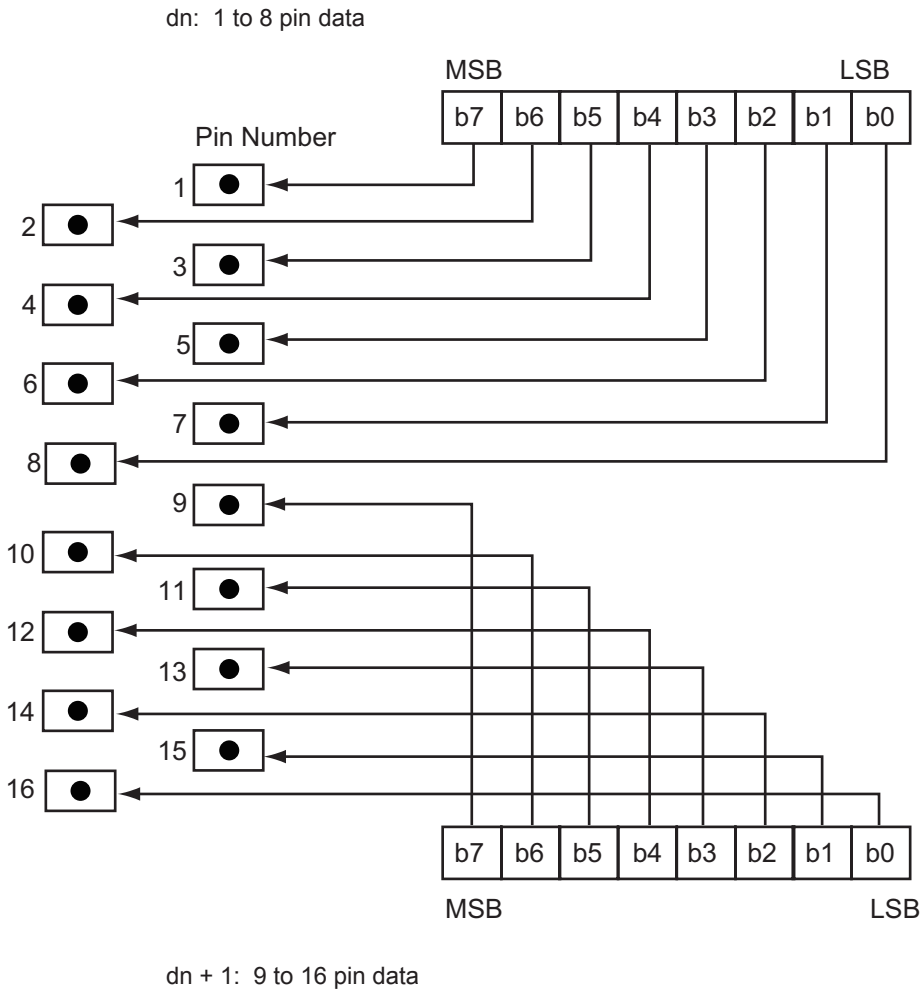 dn: 1 to 8 pin data
MSB LSB
b7 b6 b5 b4 b3 b2 b1 b0
Pin Number
1
2
3
4
5
6
7
8
9
10
11
12
13
14
15
16
b7 b6 b5 b4 b3 b2 b1 b0
MSB LSB
dn + 1: 9 to 16 pin data